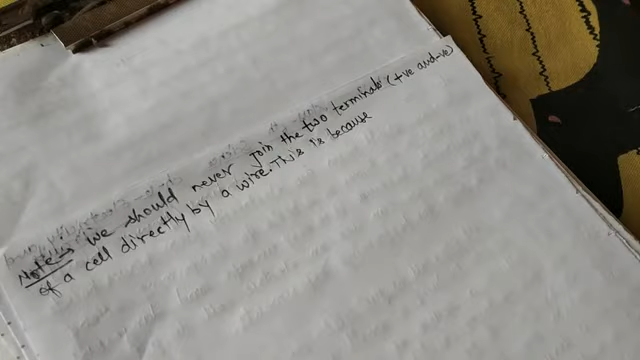 Note:- We should never join the two terminals (+ve and -ve)
of a cell directly by a wire. This is because